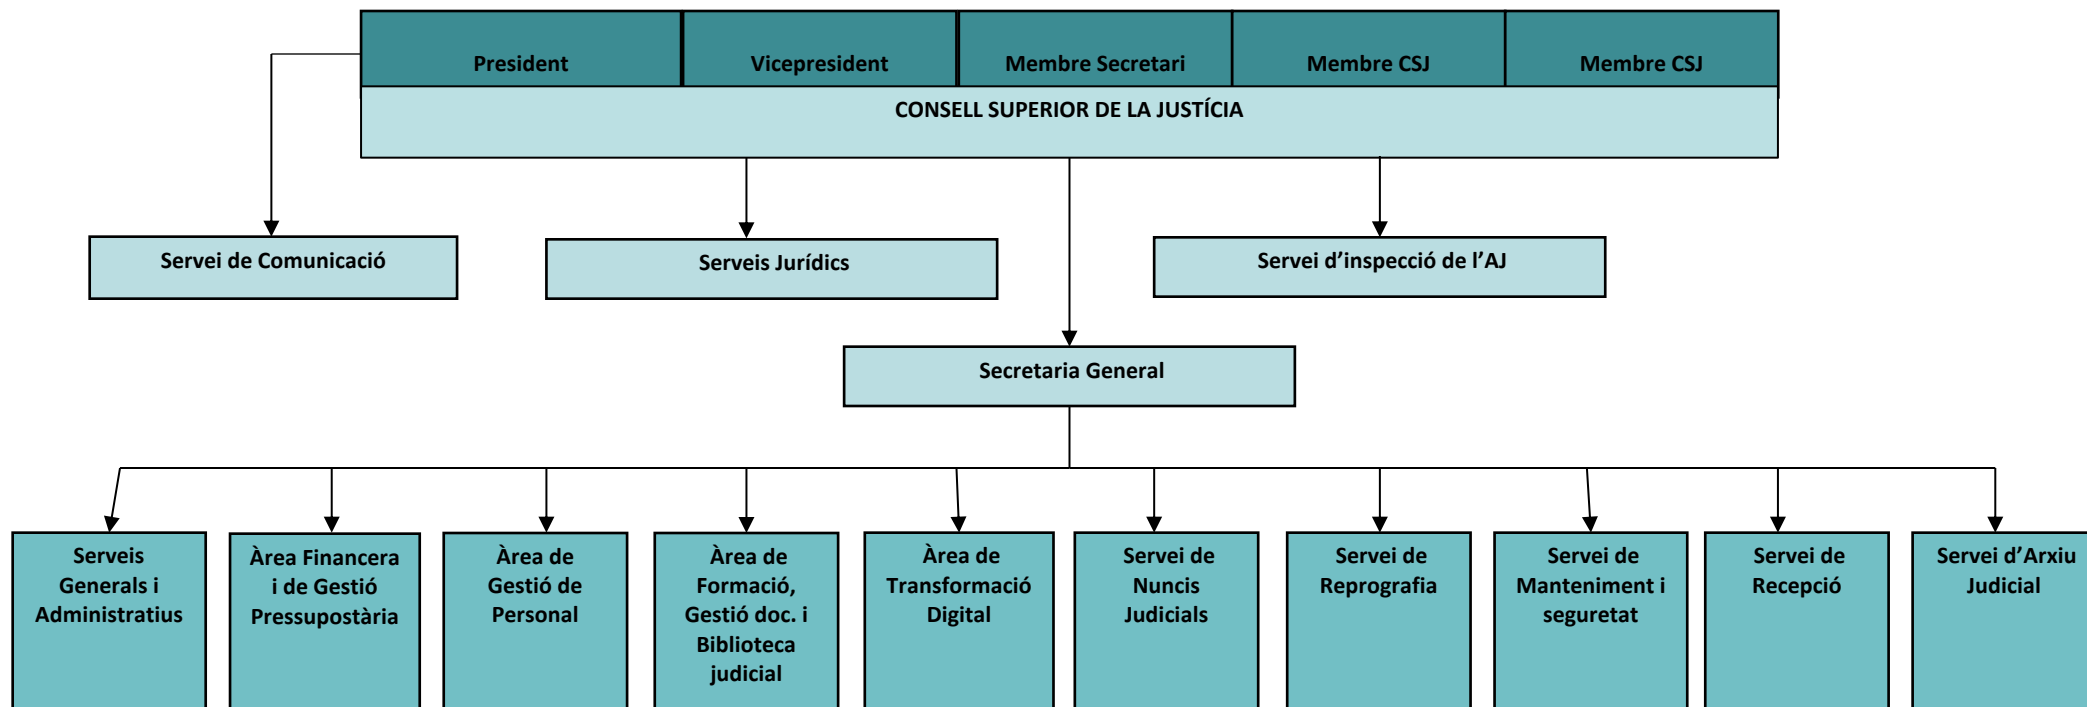 President
Vicepresident
Membre Secretari
Membre CSJ
Membre CSJ
CONSELL SUPERIOR DE LA JUSTÍCIA
Servei de Comunicació
Serveis Jurídics
Servei d’inspecció de l’AJ
Secretaria General
Serveis
Generals i
Administratius
Àrea Financera
i de Gestió
Pressupostària
Àrea de
Gestió de
Personal
Àrea de
Formació,
Gestió doc. i
Biblioteca
judicial
Àrea de
Transformació
Digital
Servei de
Nuncis
Judicials
Servei de
Reprografia
Servei de
Manteniment i
seguretat
Servei de
Recepció
Servei d’Arxiu
Judicial